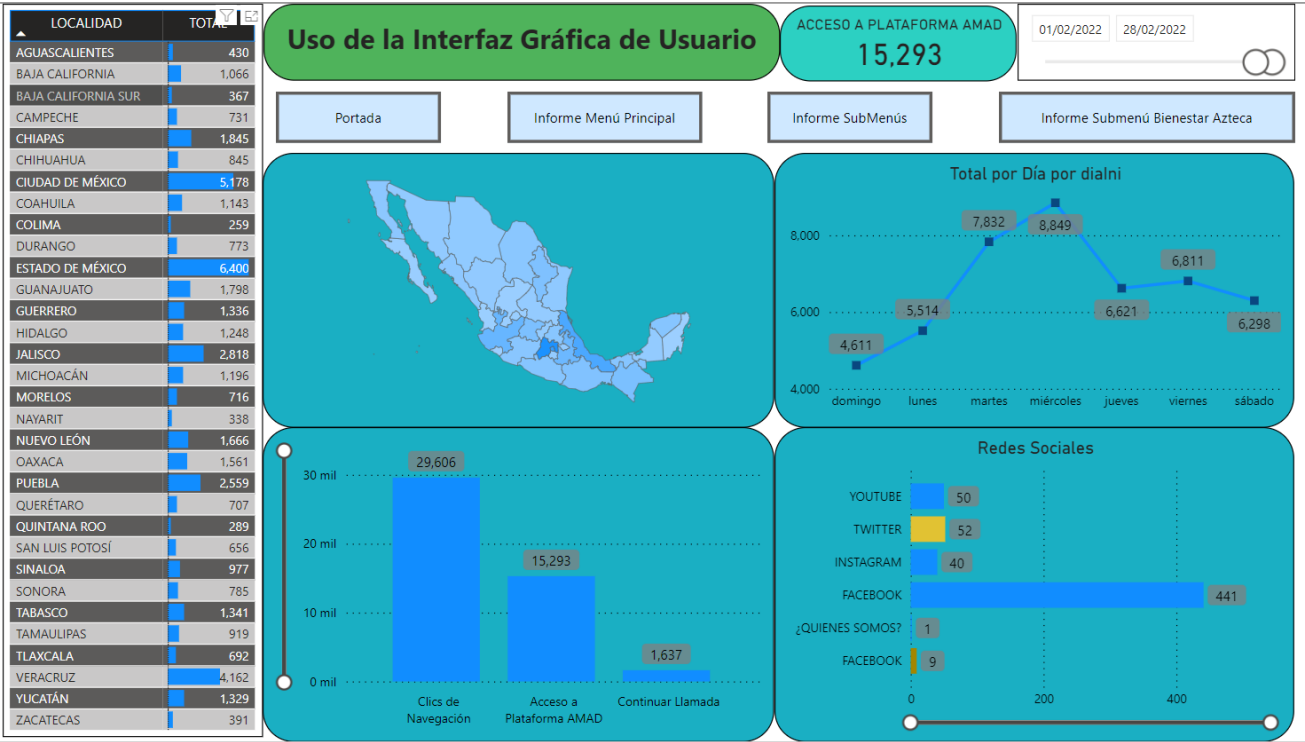 LOCALIDAD TOTAL
AGUASCALIENTES 430
BAJA CALIFORNIA 1,066
BAJA CALIFORNIA SUR 367
CAMPECHE 731
CHIAPAS 1,845
CHIHUAHUA 845
CIUDAD DE MÉXICO 5,178
COAHUILA 1,143
COLIMA 259
DURANGO 773
ESTADO DE MÉXICO 6,400
GUANAJUATO 1,798
GUERRERO 1,336
HIDALGO 1,248
JALISCO 2,818
MICHOACÁN 1,196
MORELOS 716
NAYARIT 338
NUEVO LEÓN 1,666
OAXACA 1,561
PUEBLA 2,559
QUERÉTARO 707
QUINTANA ROO 289
SAN LUIS POTOSÍ 656
SINALOA 977
SONORA 785
TABASCO 1,341
TAMAULIPAS 919
TLAXCALA 692
VERACRUZ 4,162
YUCATÁN 1,329
ZACATECAS 391
Uso de la Interfaz Gráfica de Usuario
ACCESO A PLATAFORMA AMAD
15,293
01/02/2022 28/02/2022
Portada
Informe Menú Principal
Informe SubMenús
Informe Submenú Bienestar Azteca
Total por Día por diaIni
8,000
6,000
4,000
4,611
5,514
7,832
8,849
6,621
6,811
6,298
domingo lunes martes miércoles jueves viernes sábado
30 mil
20 mil
10 mil
0 mil
29,606
15,293
1,637
Clics de
Navegación
Acceso a
Plataforma AMAD
Continuar Llamada
Redes Sociales
YOUTUBE 50
TWITTER 52
INSTAGRAM 40
FACEBOOK 441
¿QUIENES SOMOS? 1
FACEBOOK 9
0 200 400